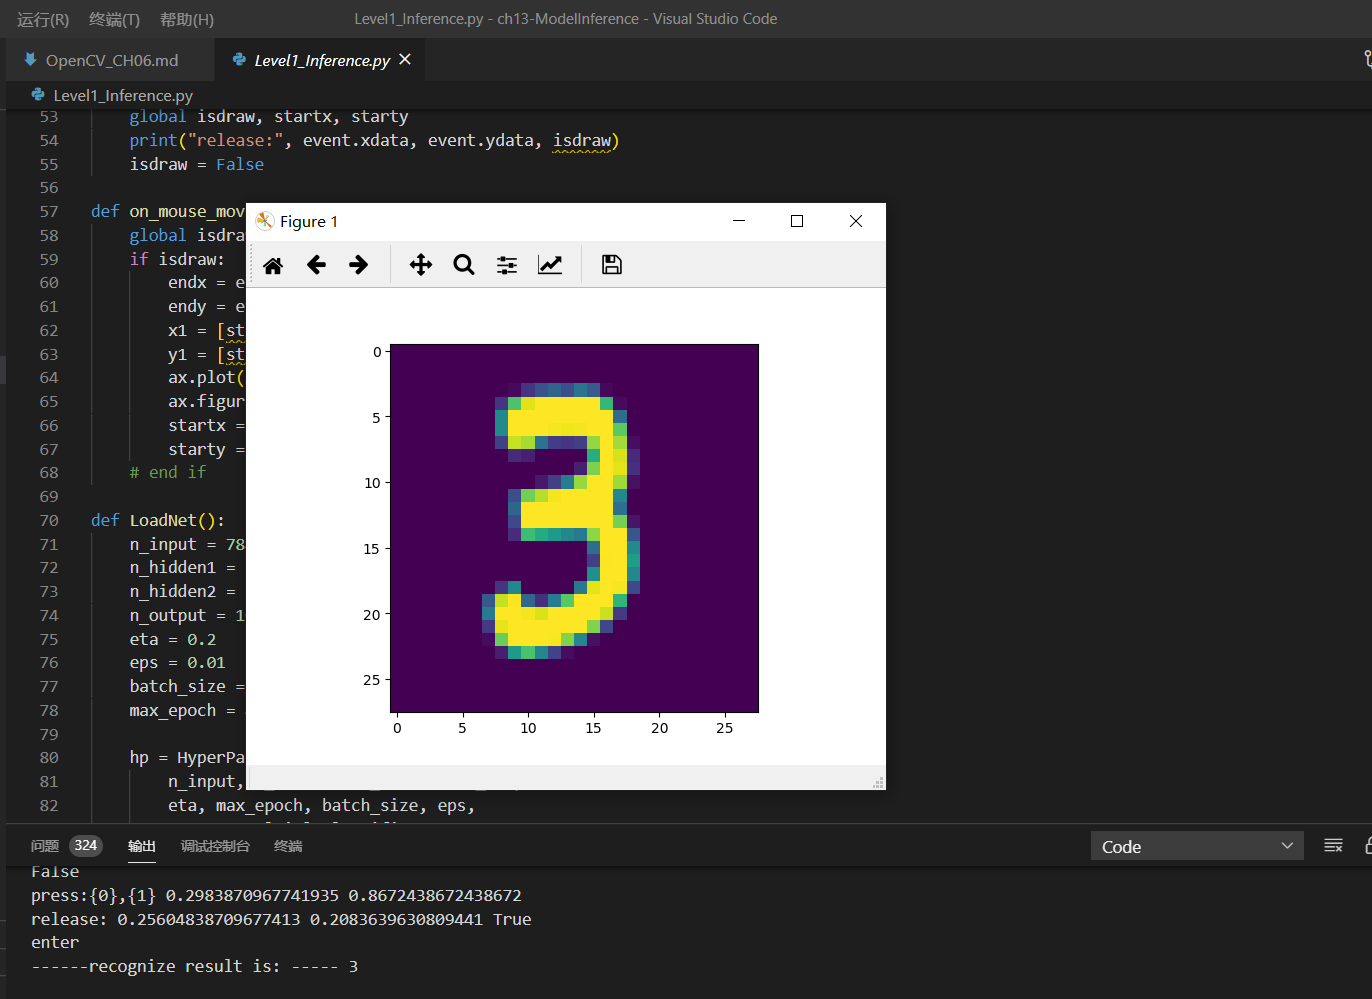 运行(R) 终端(T) 帮助(H) Level1_Inference.py - ch13-ModelInference - Visual Studio Code
OpenCV_CH06.md Level1_Inference.py
Level1_Inference.py
53 global isdraw, startx, starty
54 print("release:", event.xdata, event.ydata, isdraw)
55 isdraw = False
56
57 def on_mouse_mov
58 global isdra
59 if isdraw:
60 endx = e
61 endy = e
62 x1 = [st
63 y1 = [st
64 ax.plot(
65 ax.figur
66 startx =
67 starty =
68 # end if
69
70 def LoadNet():
71 n_input = 78
72 n_hidden1 =
73 n_hidden2 =
74 n_output = 1
75 eta = 0.2
76 eps = 0.01
77 batch_size =
78 max_epoch =
79
80 hp = HyperPa
81 n_input,
82 eta, max_epoch, batch_size, eps,
Figure 1
0
5
10
15
20
25
0 5 10 15 20 25
问题 324 输出 调试控制台 终端 Code
False
press:{0},{1} 0.2983870967741935 0.8672438672438672
release: 0.25604838709677413 0.2083639630809441 True
enter
------recognize result is: ----- 3